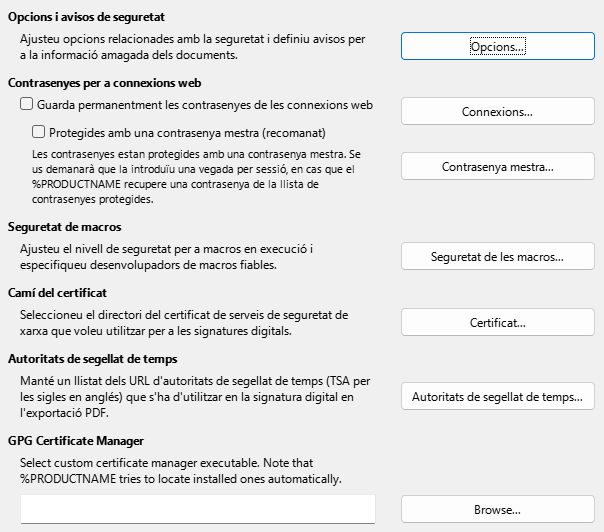 Opcions i avisos de seguretat
Ajusteu opcions relacionades amb la seguretat i definiu avisos per
a la informació amagada dels documents.
Opcions...
Contrasenyes per a connexions web
Guarda permanentment les contrasenyes de les connexions web
Connexions...
Protegides amb una contrasenya mestra (recomanat)
Les contrasenyes estan protegides amb una contrasenya mestra. Se
us demanarà que la introduïu una vegada per sessió, en cas que el
%PRODUCTNAME recupere una contrasenya de la llista de
contrasenyes protegides.
Contrasenya mestra...
Seguretat de macros
Ajusteu el nivell de seguretat per a macros en execució i
especifiqueu desenvolupadors de macros fiables.
Seguretat de les macros...
Camí del certificat
Seleccioneu el directori del certificat de serveis de seguretat de
xarxa que voleu utilitzar per a les signatures digitals.
Certificat...
Autoritats de segellat de temps
Manté un llistat dels URL d'autoritats de segellat de temps (TSA per
les sigles en anglés) que s'ha d'utilitzar en la signatura digital en
l'exportació PDF.
Autoritats de segellat de temps...
GPG Certificate Manager
Select custom certificate manager executable. Note that
%PRODUCTNAME tries to locate installed ones automatically.
Browse...